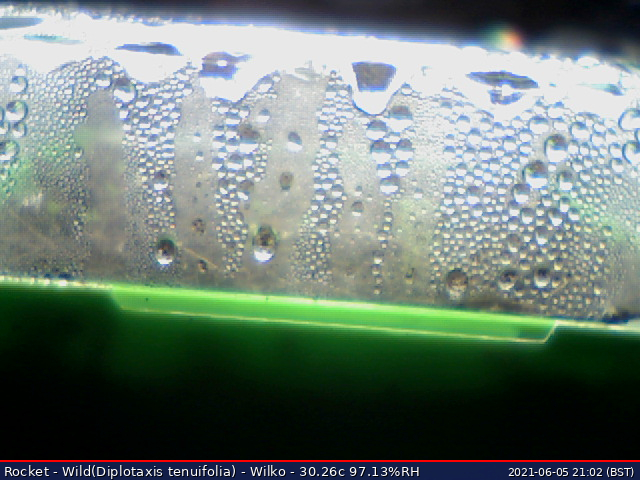 Rocket - Wild(Diplotaxis tenuifolia) - Wilko - 30.26c 97.13%RH 2021-06-05 21:02 (BST)